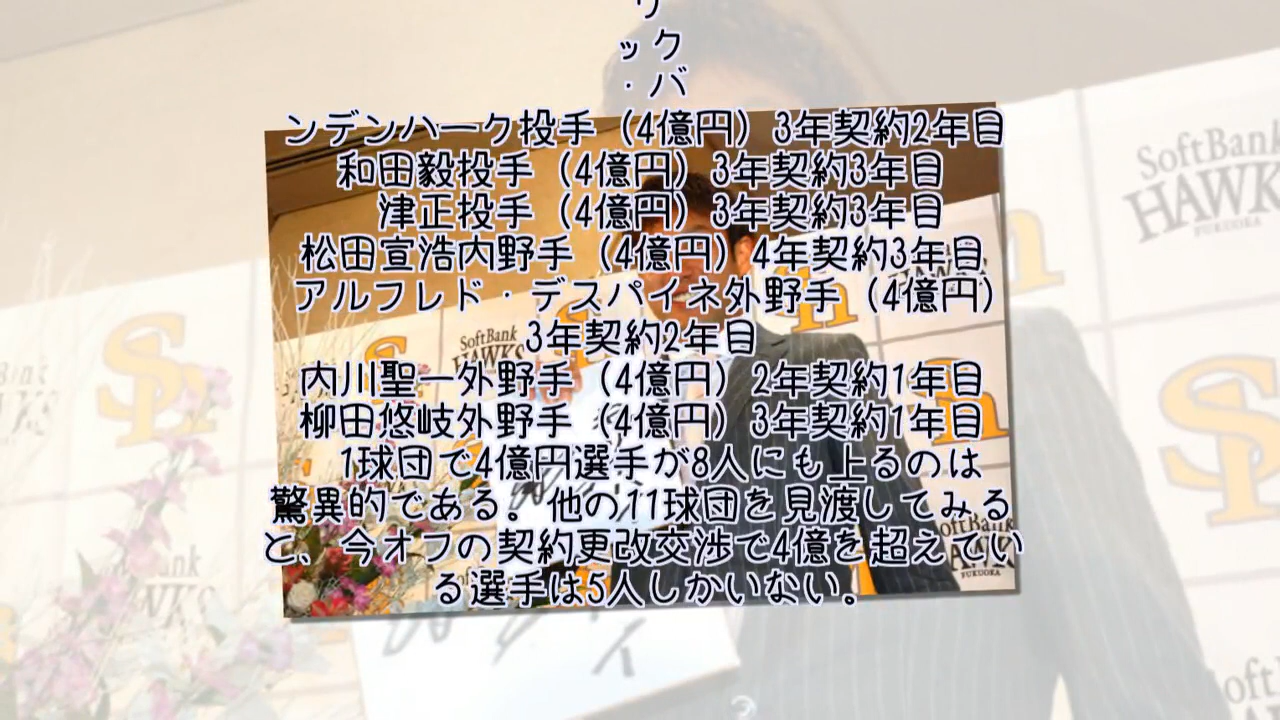 リ
ック
・バ
ンデンハーク投手（4億円）3年契約2年目
和田毅投手（4億円）3年契約3年目
津正投手（4億円）3年契約3年目
松田宣浩内野手（4億円）4年契約3年目
アルフレド・デスパイネ外野手（4億円）
3年契約2年目
内川聖一外野手（4億円）2年契約1年目
柳田悠岐外野手（4億円）3年契約1年目
1球団で4億円選手が8人にも上るのは
驚異的である。他の11球団を見渡してみる
と、今オフの契約更改交渉で4億を超えてい
る選手は5人しかいない。
SoftBank
HAWKS
FUKUOKA
SoftBank
HAWKS
SoftBank
HAWKS
FUKUOKA